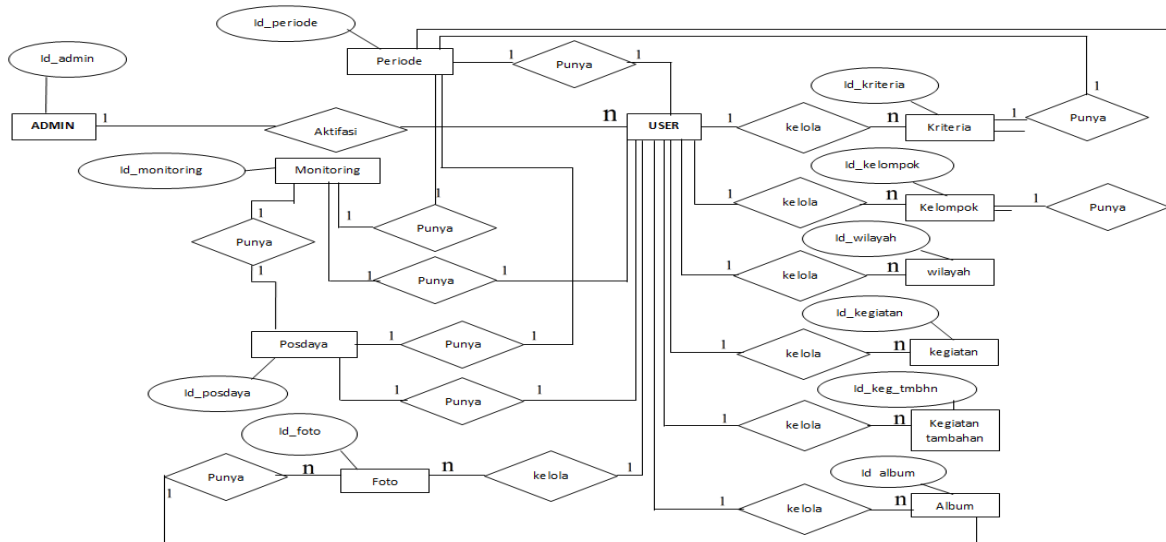 Id_periode
Id_admin
Periode
1
Punya
1
Id_kriteria
1
ADMIN
1
Aktifasi
n
USER
1
kelola
n
Kriteria
1
Punya
Id_monitoring
Monitoring
Id_kelompok
1
kelola
n
Kelompok
1
Punya
1
1
Punya
1
Punya
1
Id_wilayah
1
kelola
n
wilayah
1
Punya
1
Id_kegiatan
Posdaya
1
Punya
1
1
kelola
n
kegiatan
Id_posdaya
1
Punya
1
Id_keg_tmbhn
1
kelola
n
Kegiatan
tambahan
Id_foto
Punya
n
Foto
n
kelola
1
1
Id_album
1
kelola
n
Album